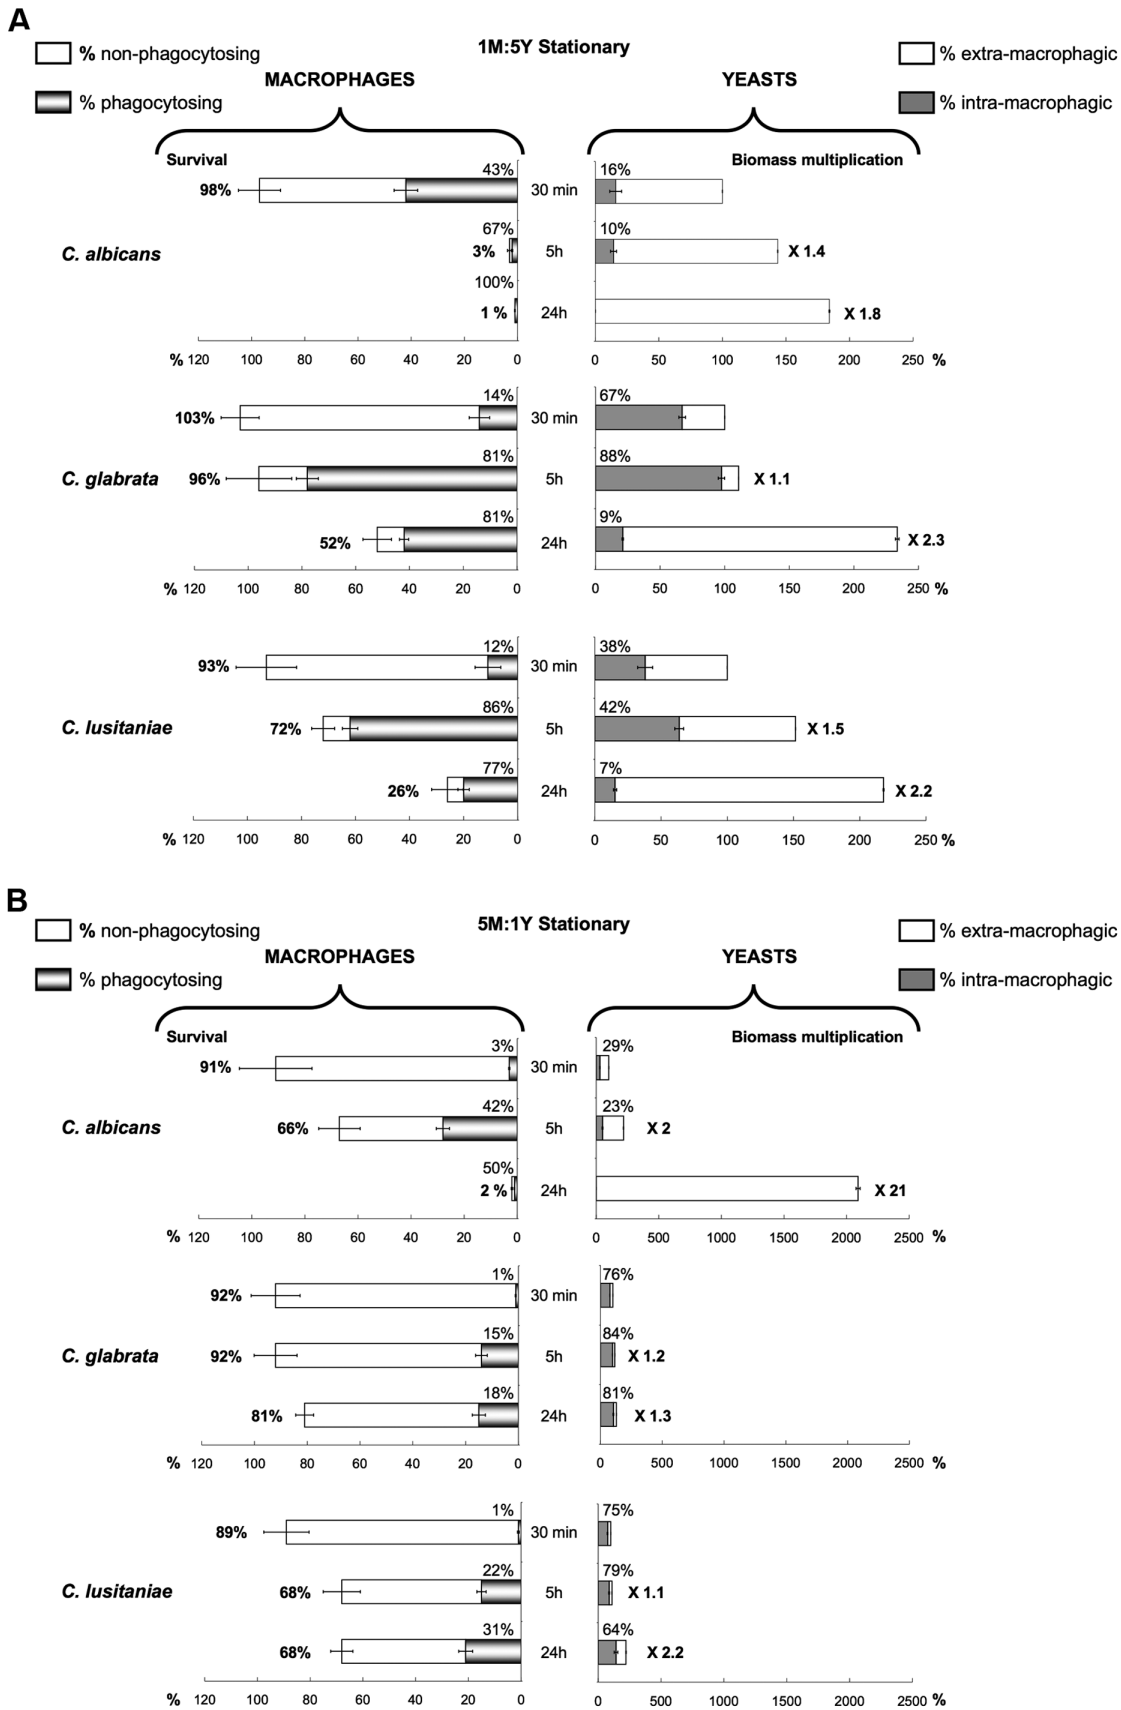 A
% non-phagocytosing
1M:5Y Stationary
% extra-macrophagic
MACROPHAGES
YEASTS
% phagocytosing
% intra-macrophagic
Survival
Biomass multiplication
43%
16%
98%
30 min
67%
10%
C. albicans
3%
5h
X 1.4
100%
1 %
24h
X 1.8
% 120 100 80 60 40 20 0
0 50 100 150 200 250 %
14%
67%
103%
30 min
81%
88%
C. glabrata
96%
5h
X 1.1
81%
9%
52%
24h
X 2.3
% 120 100 80 60 40 20 0
0 50 100 150 200 250 %
12%
38%
93%
30 min
86%
42%
C. lusitaniae
72%
5h
X 1.5
77%
7%
26%
24h
X 2.2
% 120 100 80 60 40 20 0
0 50 100 150 200 250 %
B
% non-phagocytosing
5M:1Y Stationary
% extra-macrophagic
MACROPHAGES
YEASTS
% phagocytosing
% intra-macrophagic
Survival
Biomass multiplication
3%
29%
91%
30 min
42%
23%
C. albicans
66%
5h
X 2
50%
2 %
24h
X 21
% 120 100 80 60 40 20 0
0 500 1000 1500 2000 2500 %
1%
76%
92%
30 min
15%
84%
C. glabrata
92%
5h
X 1.2
18%
81%
81%
24h
X 1.3
% 120 100 80 60 40 20 0
0 500 1000 1500 2000 2500 %
1%
75%
89%
30 min
22%
79%
C. lusitaniae
68%
5h
X 1.1
31%
64%
68%
24h
X 2.2
% 120 100 80 60 40 20 0
0 500 1000 1500 2000 2500 %